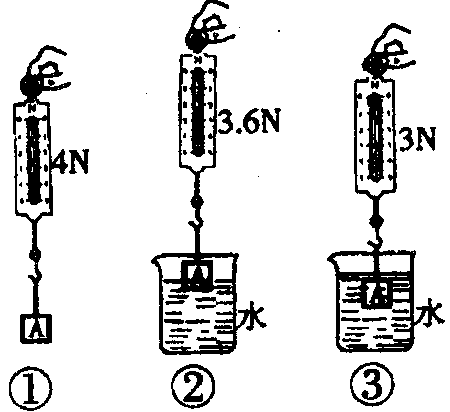 N
4N
A
①
N
3.6N
A
水
②
N
3N
A
水
③